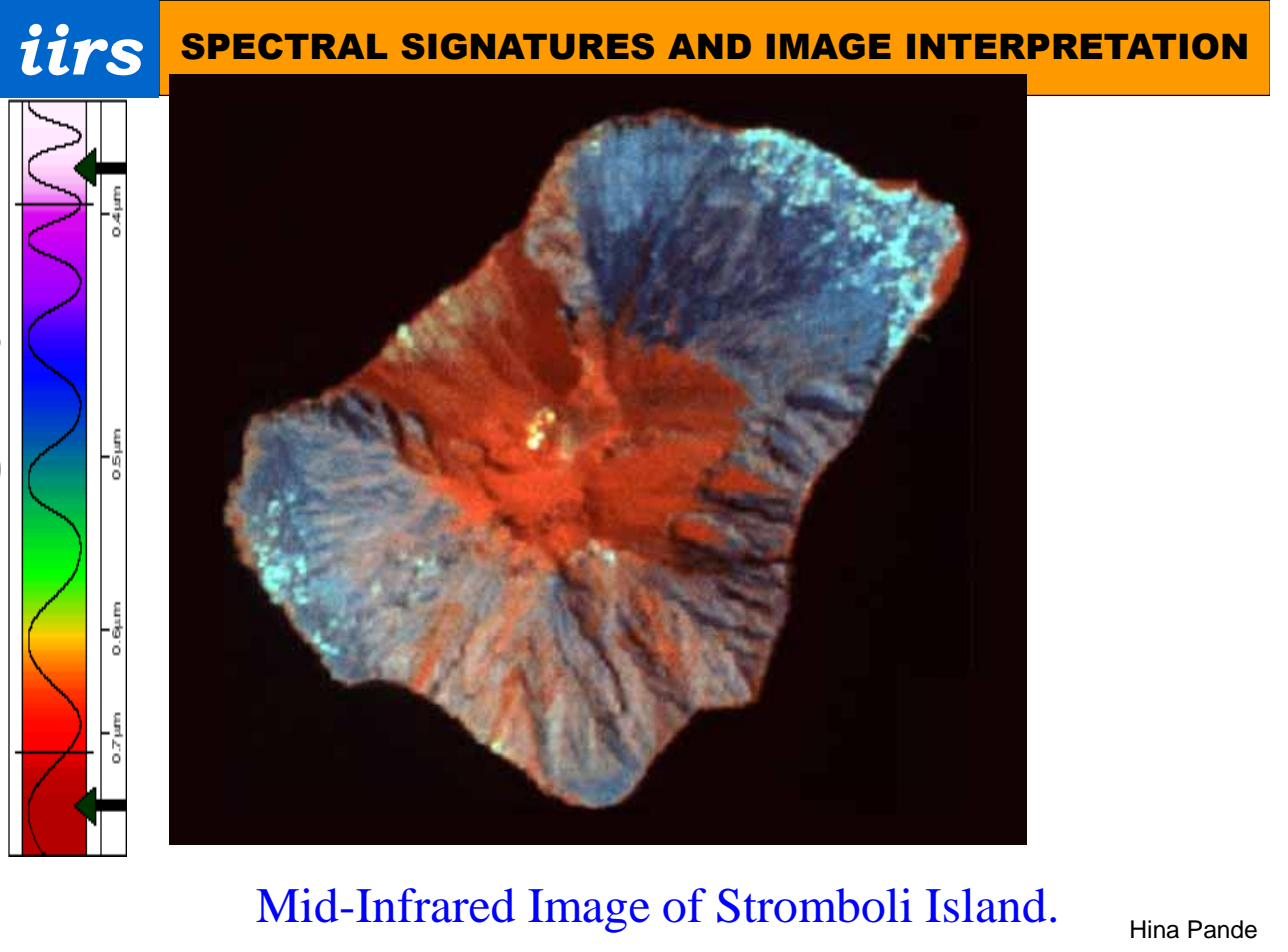 iirs
SPECTRAL SIGNATURES AND IMAGE INTERPRETATION
0.4μm
0.5μm
0.6μm
0.7μm
Mid-Infrared Image of Stromboli Island.
Hina Pande